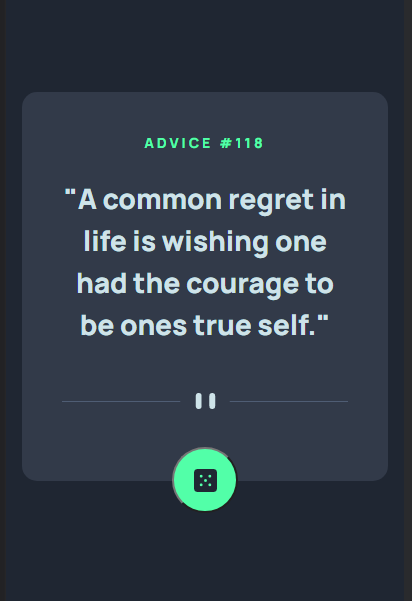 ADVICE #118
"A common regret in
life is wishing one
had the courage to
be ones true self."